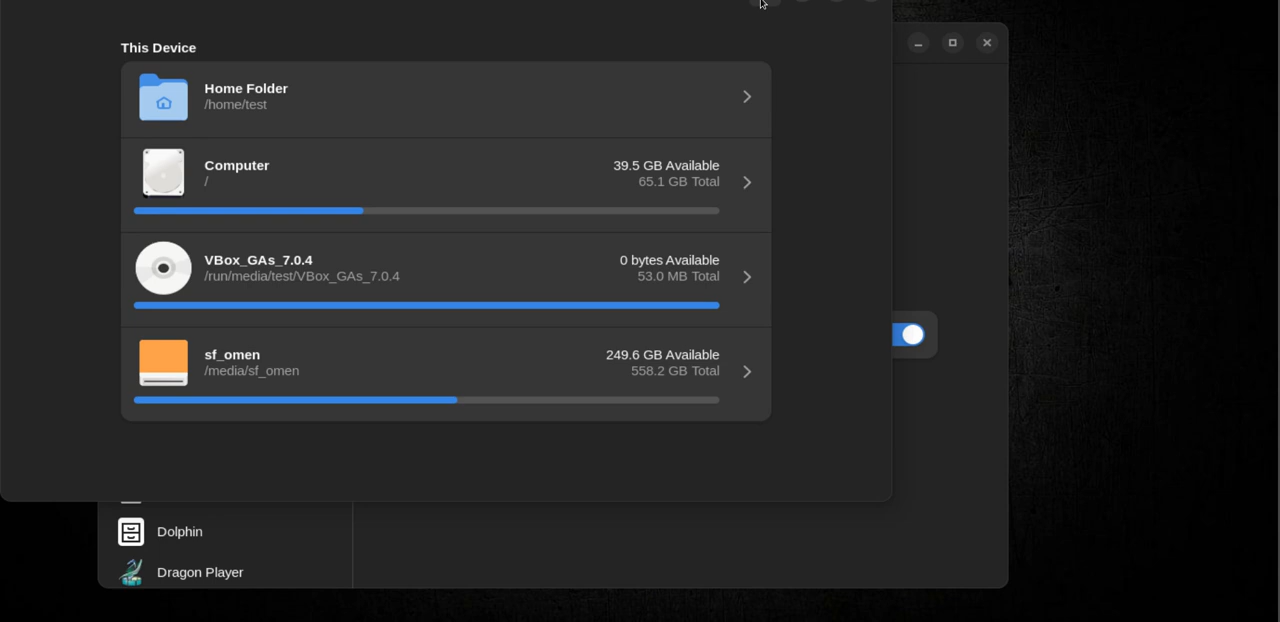 This Device
Home Folder
/home/test
Computer
39.5 GB Available
/
65.1 GB Total
VBox_GAs_7.0.4
0 bytes Available
/run/media/test/VBox_GAs_7.0.4
53.0 MB Total
sf_omen
249.6 GB Available
/media/sf_omen
558.2 GB Total
Dolphin
Dragon Player